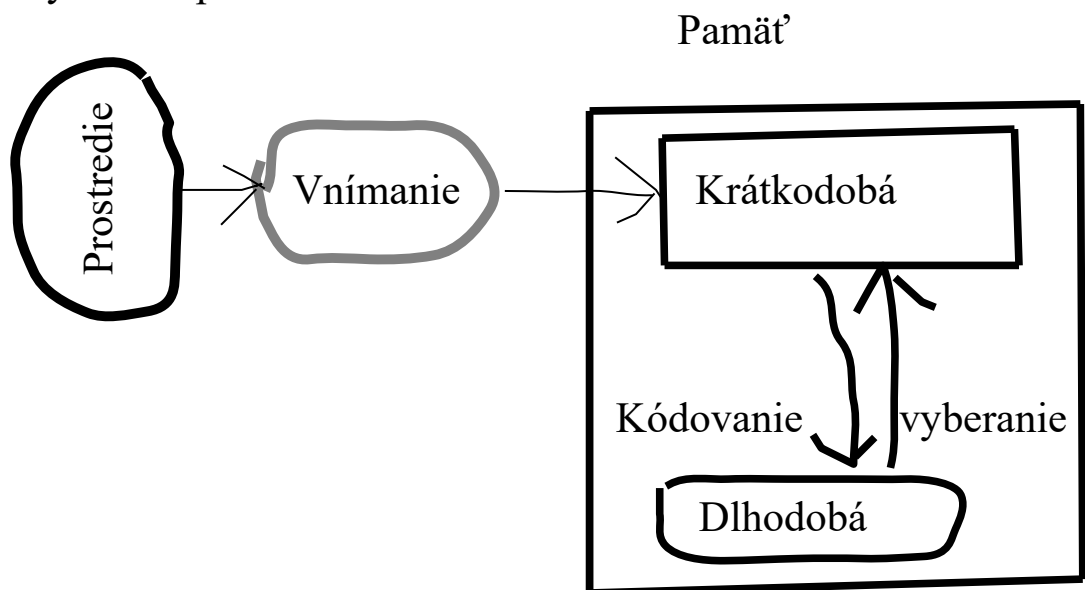 Pamäť
Prostredie
Vnímanie
Krátkodobá
Kódovanie
vyberanie
Dlhodobá